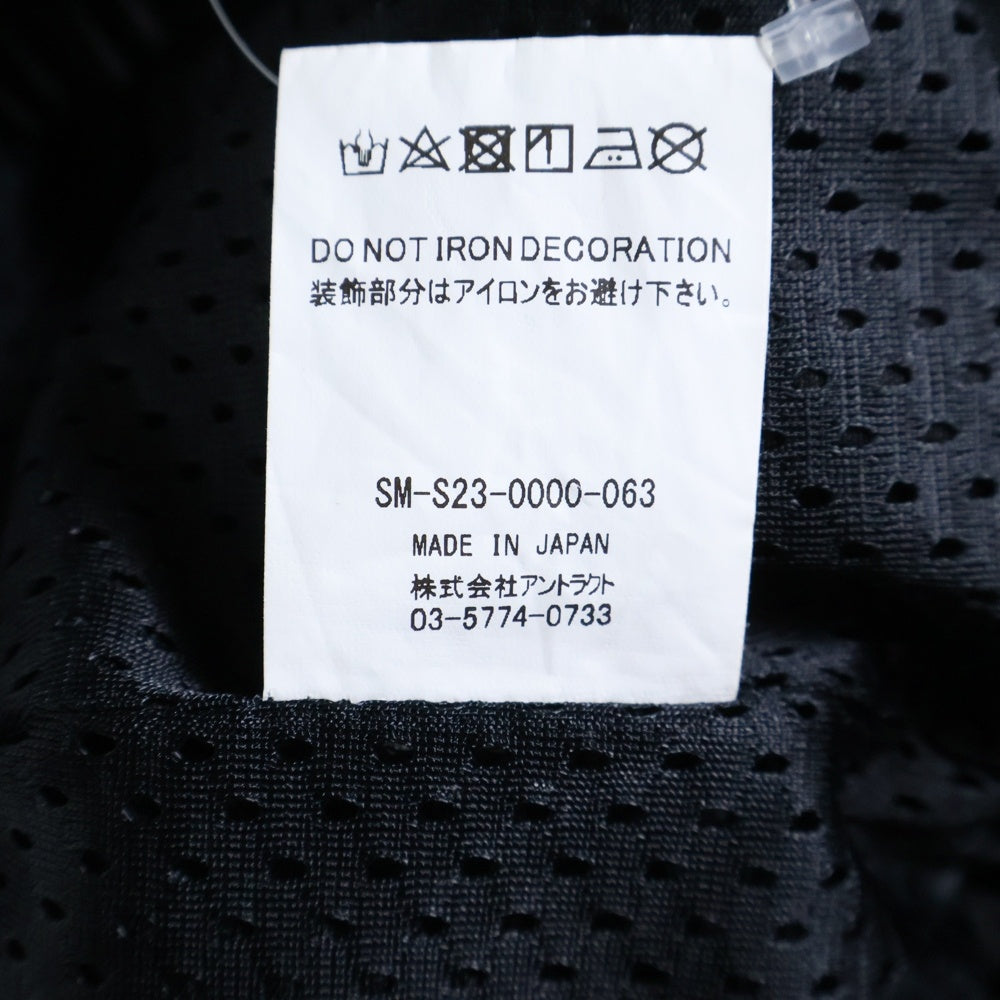 DO NOT IRON DECORATION
装飾部分はアイロンをお避け下さい。
SM-S23-0000-063
MADE IN JAPAN
株式会社アントラクト
03-5774-0733